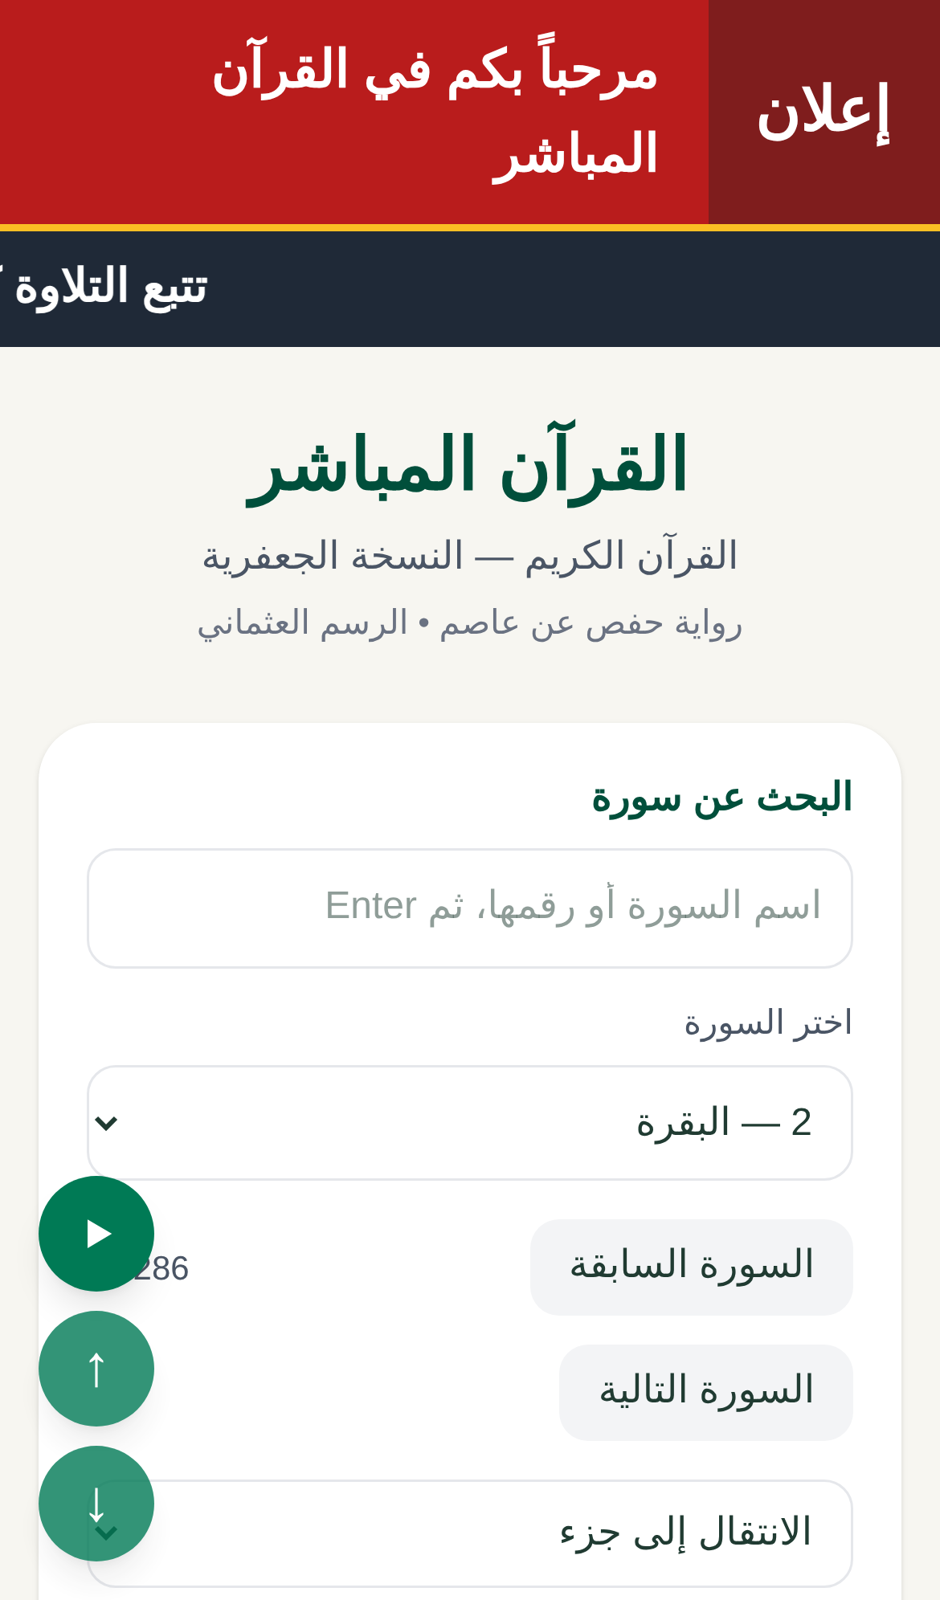 إعلان
مرحباً بكم في القرآن
المباشر
تتبع التلاوة
القرآن المباشر
القرآن الكريم — النسخة الجعفرية
رواية حفص عن عاصم • الرسم العثماني
البحث عن سورة
اسم السورة أو رقمها، ثم Enter
اختر السورة
2 — البقرة
السورة السابقة
286
السورة التالية
الانتقال إلى جزء